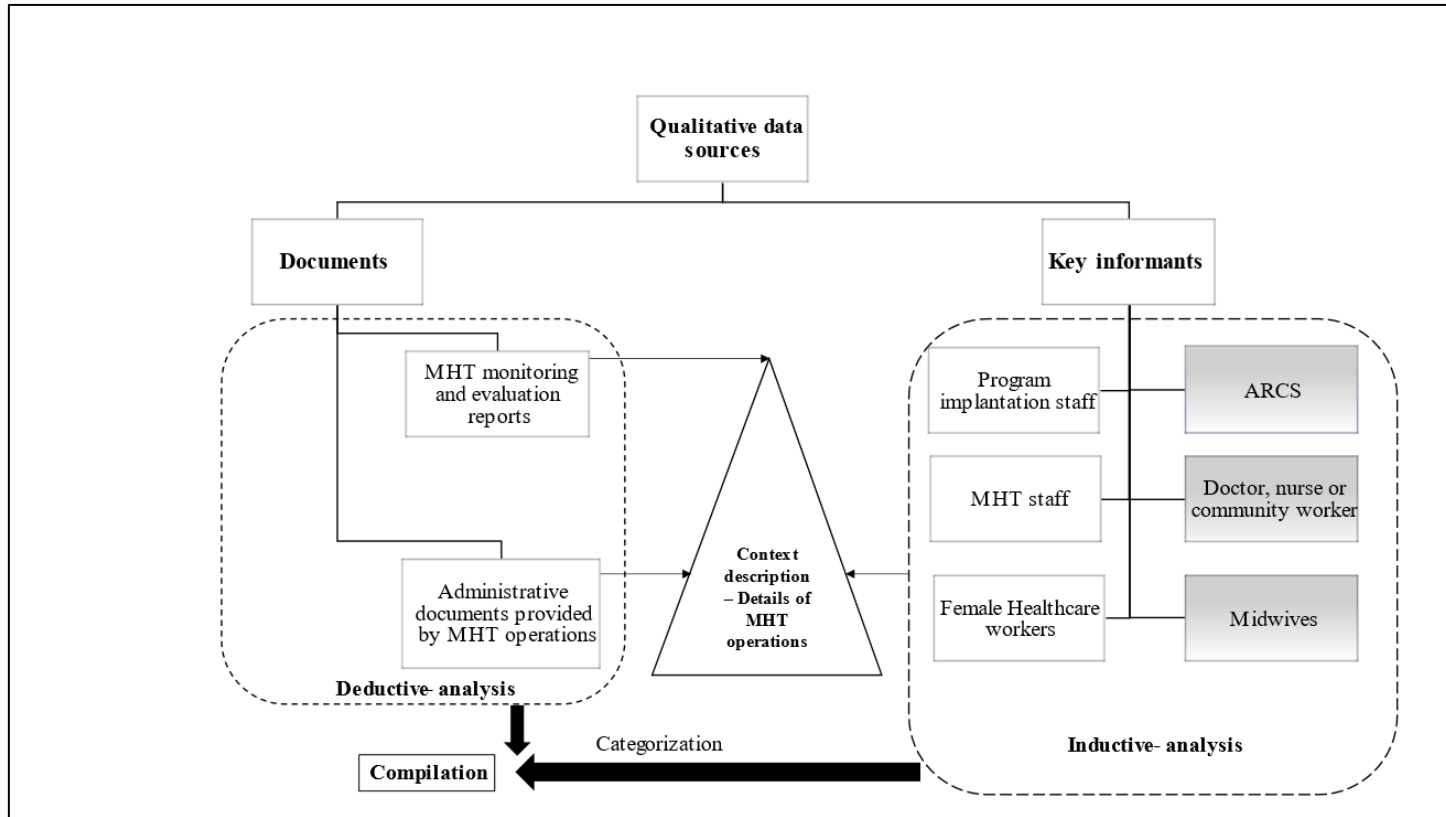 Qualitative data
sources
Documents
Key informants
MHT monitoring
and evaluation
reports
Administrative
documents provided
by MHT operations
Deductive- analysis
Context
description
– Details of
MHT
operations
Program
implantation staff
ARCS
MHT staff
Doctor, nurse or
community worker
Female Healthcare
workers
Midwives
Inductive- analysis
Categorization
Compilation